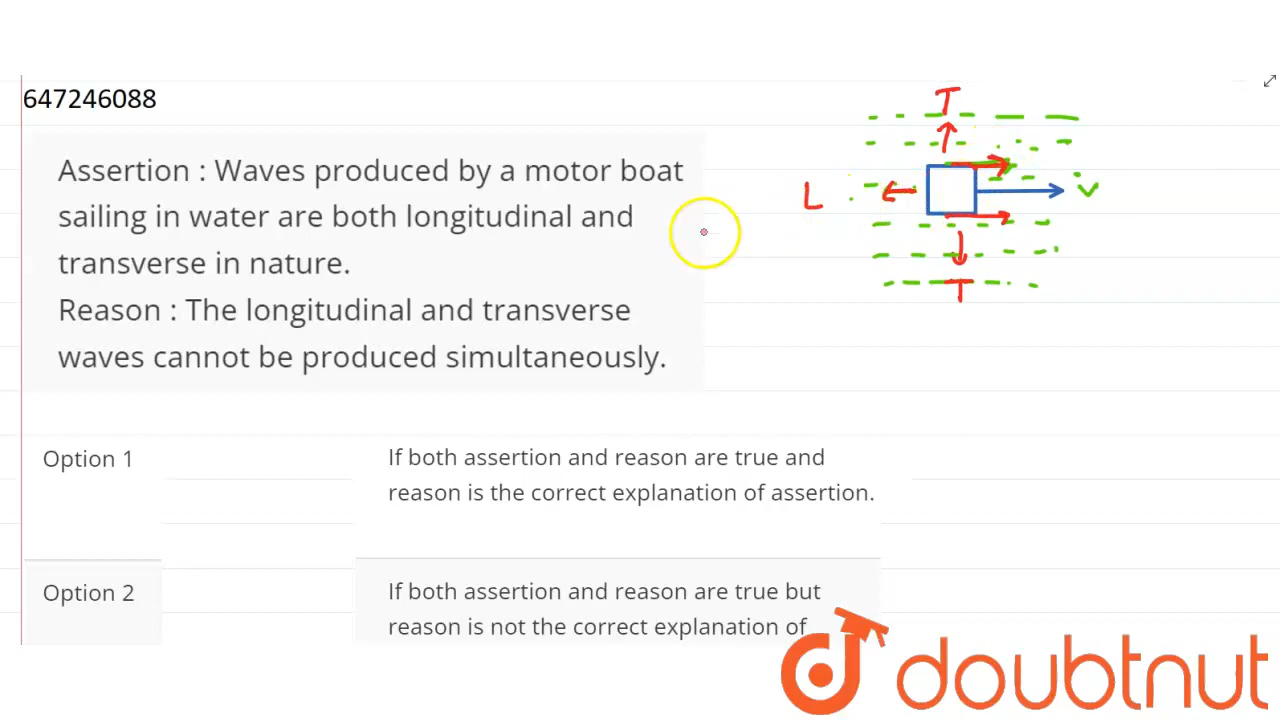 647246088
T
Assertion : Waves produced by a motor boat
sailing in water are both longitudinal and
transverse in nature.
Reason : The longitudinal and transverse
waves cannot be produced simultaneously.
L
v
T
Option 1
If both assertion and reason are true and
reason is the correct explanation of assertion.
Option 2
If both assertion and reason are true but
reason is not the correct explanation of
doubtnut